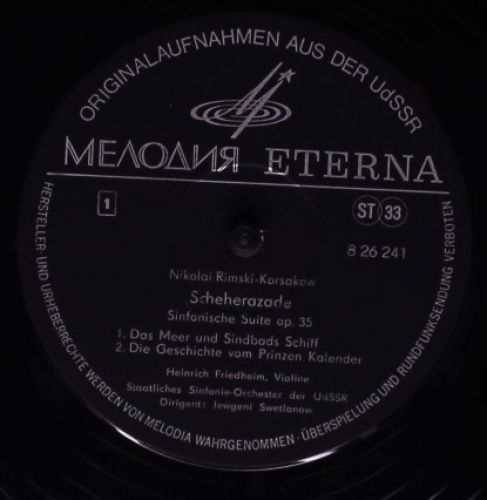 ORIGINALAUFNAHMEN AUS DER UdSSR
МЕЛОДИЯ ETERNA
1
ST 33
8 26 241
Nikolai Rimski-Korsakow
Scheherazade
Sinfonische Suite op. 35
1. Das Meer und Sindbads Schiff
2. Die Geschichte vom Prinzen Kalender
Heinrich Friedheim, Violine
Staatliches Sinfonie-Orchester der UdSSR
Dirigent: Jewgeni Swetlanow
HERSTELLER- UND URHEBERRECHTE WERDEN VON MELODIA WAHRGENOMMEN · ÜBERSPIELUNG UND RUNDFUNKSENDUNG VERBOTEN